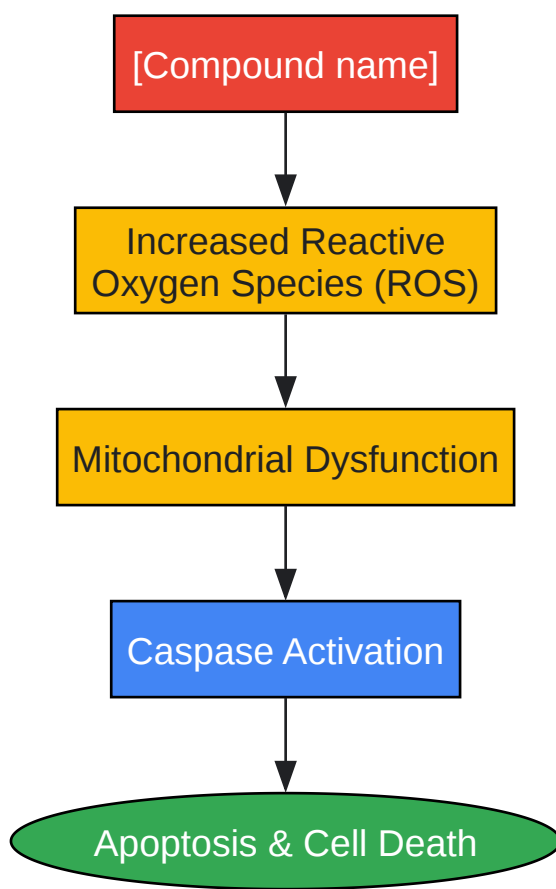 [Compound name]
Increased Reactive
Oxygen Species (ROS)
Mitochondrial Dysfunction
Caspase Activation
Apoptosis & Cell Death